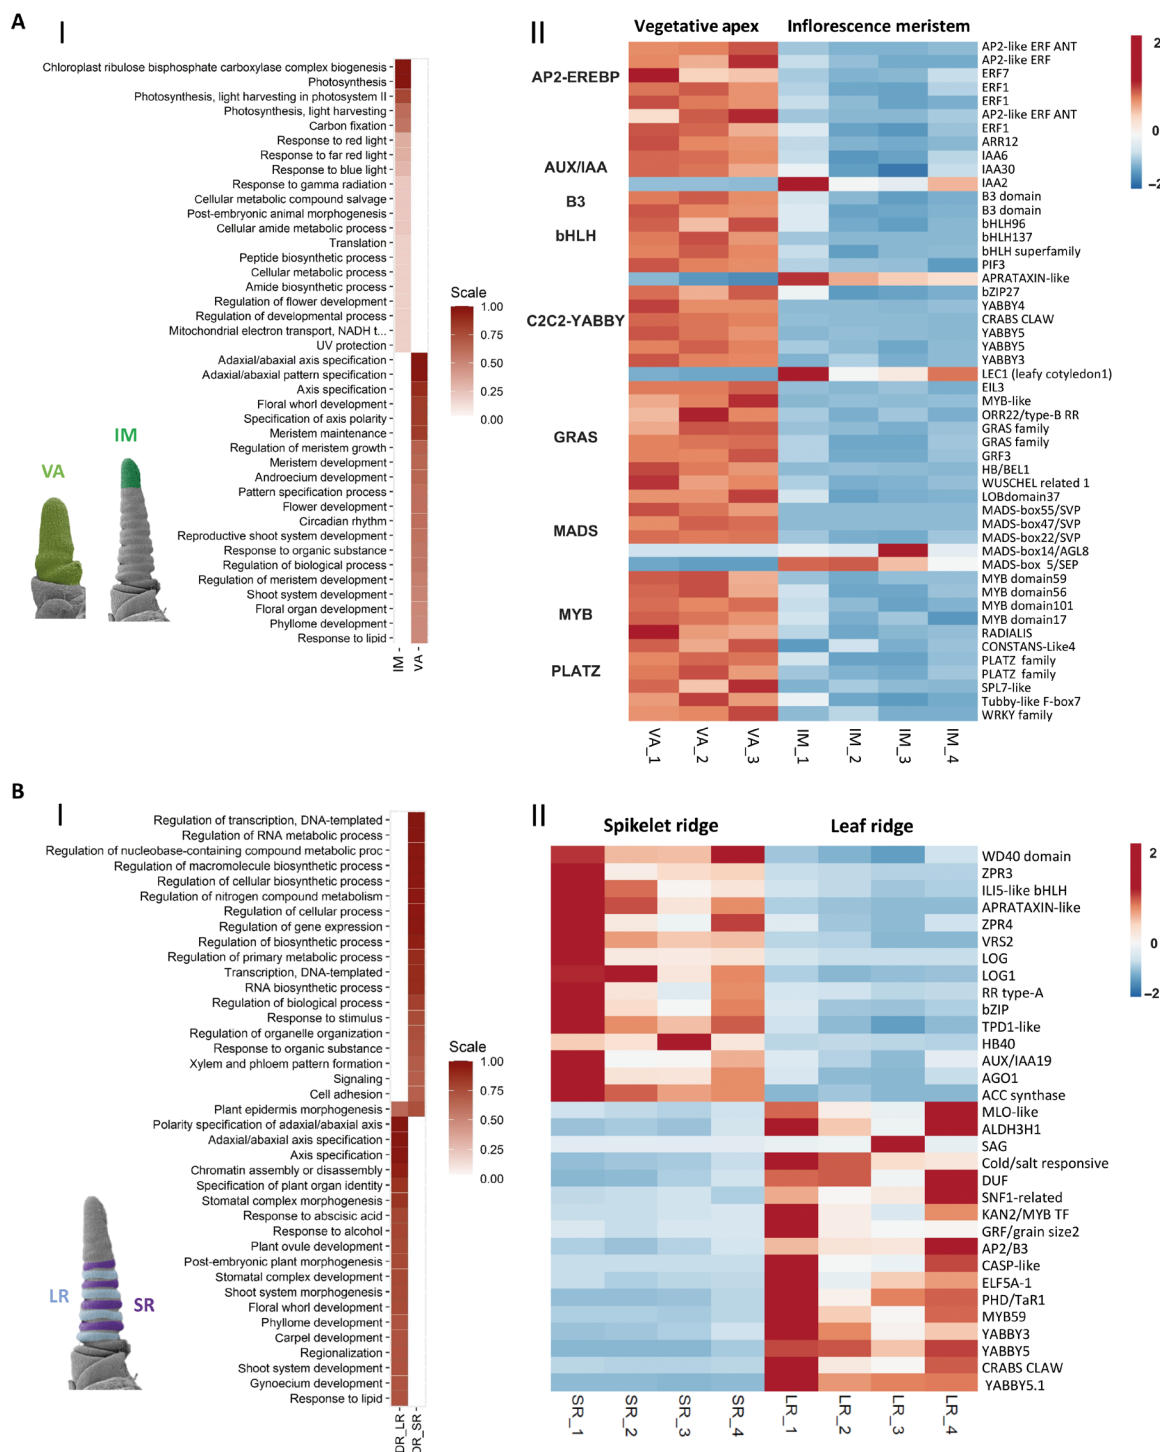 A
I
Chloroplast ribulose bisphosphate carboxylase complex biogenesis
Photosynthesis
Photosynthesis, light harvesting in photosystem II
Photosynthesis, light harvesting
Carbon fixation
Response to red light
Response to far red light
Response to blue light
Response to gamma radiation
Cellular metabolic compound salvage
Post-embryonic animal morphogenesis
Cellular amide metabolic process
Translation
Peptide biosynthetic process
Cellular metabolic process
Amide biosynthetic process
Regulation of flower development
Regulation of developmental process
Mitochondrial electron transport, NADH t...
UV protection
Adaxial/abaxial axis specification
Adaxial/abaxial pattern specification
Axis specification
Floral whorl development
Specification of axis polarity
Meristem maintenance
Regulation of meristem growth
Meristem development
Androecium development
Pattern specification process
Flower development
Circadian rhythm
Reproductive shoot system development
Response to organic substance
Regulation of biological process
Regulation of meristem development
Shoot system development
Floral organ development
Phyllome development
Response to lipid
IM
VA
Scale
1.00
0.75
0.50
0.25
0.00
VA
IM
II
Vegetative apex
Inflorescence meristem
AP2-EREBP
AUX/IAA
B3
bHLH
C2C2-YABBY
GRAS
MADS
MYB
PLATZ
AP2-like ERF ANT
AP2-like ERF
ERF7
ERF1
ERF1
AP2-like ERF ANT
ERF1
ARR12
IAA6
IAA30
IAA2
B3 domain
B3 domain
bHLH96
bHLH137
bHLH superfamily
PIF3
APRATAXIN-like
bZIP27
YABBY4
CRABS CLAW
YABBY5
YABBY5
YABBY3
LEC1 (leafy cotyledon1)
EIL3
MYB-like
ORR22/type-B RR
GRAS family
GRAS family
GRF3
HB/BEL1
WUSCHEL related 1
LOBdomain37
MADS-box55/SVP
MADS-box47/SVP
MADS-box22/SVP
MADS-box14/AGL8
MADS-box 5/SEP
MYB domain59
MYB domain56
MYB domain101
MYB domain17
RADIALIS
CONSTANS-Like4
PLATZ family
PLATZ family
SPL7-like
Tubby-like F-box7
WRKY family
VA_1
VA_2
VA_3
IM_1
IM_2
IM_3
IM_4
2
0
–2
B
I
Regulation of transcription, DNA-templated
Regulation of RNA metabolic process
Regulation of nucleobase-containing compound metabolic proc
Regulation of macromolecule biosynthetic process
Regulation of cellular biosynthetic process
Regulation of nitrogen compound metabolism
Regulation of cellular process
Regulation of gene expression
Regulation of biosynthetic process
Regulation of primary metabolic process
Transcription, DNA-templated
RNA biosynthetic process
Regulation of biological process
Response to stimulus
Regulation of organelle organization
Response to organic substance
Xylem and phloem pattern formation
Signaling
Cell adhesion
Plant epidermis morphogenesis
Polarity specification of adaxial/abaxial axis
Adaxial/abaxial axis specification
Axis specification
Chromatin assembly or disassembly
Specification of plant organ identity
Stomatal complex morphogenesis
Response to abscisic acid
Response to alcohol
Plant ovule development
Post-embryonic plant morphogenesis
Stomatal complex development
Shoot system morphogenesis
Floral whorl development
Phyllome development
Carpel development
Regionalization
Shoot system development
Gynoecium development
Response to lipid
DR_LR
DR_SR
Scale
1.00
0.75
0.50
0.25
0.00
LR
SR
II
Spikelet ridge
Leaf ridge
WD40 domain
ZPR3
ILI5-like bHLH
APRATAXIN-like
ZPR4
VRS2
LOG
LOG1
RR type-A
bZIP
TPD1-like
HB40
AUX/IAA19
AGO1
ACC synthase
MLO-like
ALDH3H1
SAG
Cold/salt responsive
DUF
SNF1-related
KAN2/MYB TF
GRF/grain size2
AP2/B3
CASP-like
ELF5A-1
PHD/TaR1
MYB59
YABBY3
YABBY5
CRABS CLAW
YABBY5.1
SR_1
SR_2
SR_3
SR_4
LR_1
LR_2
LR_3
LR_4
2
0
–2